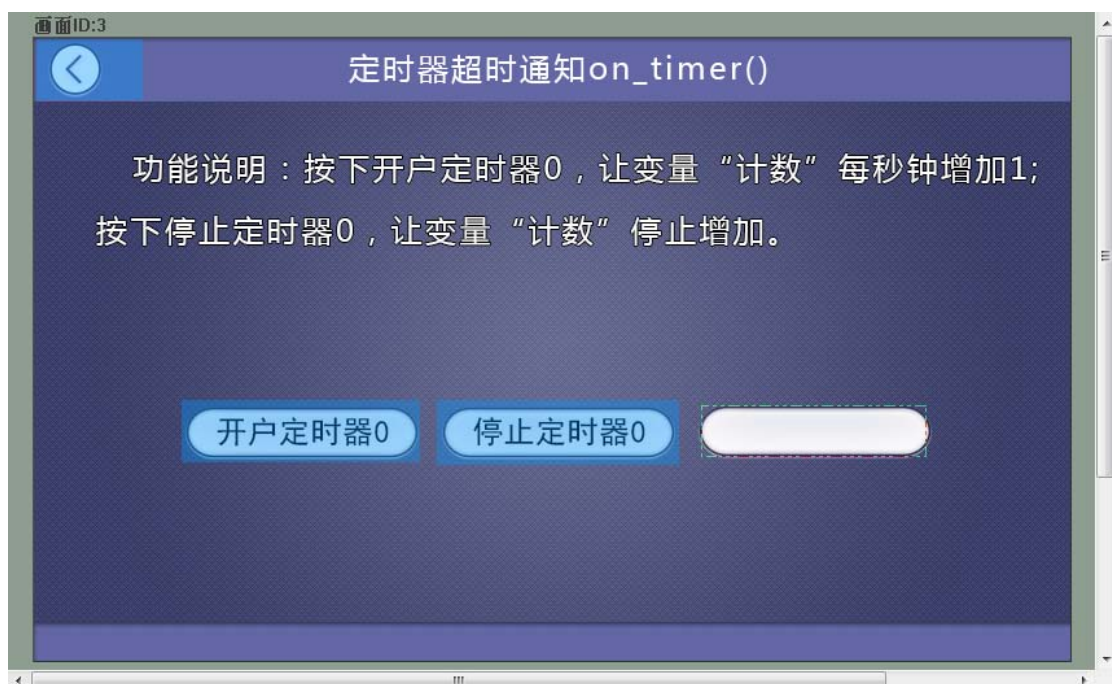 画面ID:3
定时器超时通知on_timer()
功能说明：按下开户定时器0，让变量“计数”每秒钟增加1;
按下停止定时器0，让变量“计数”停止增加。
开户定时器0 停止定时器0